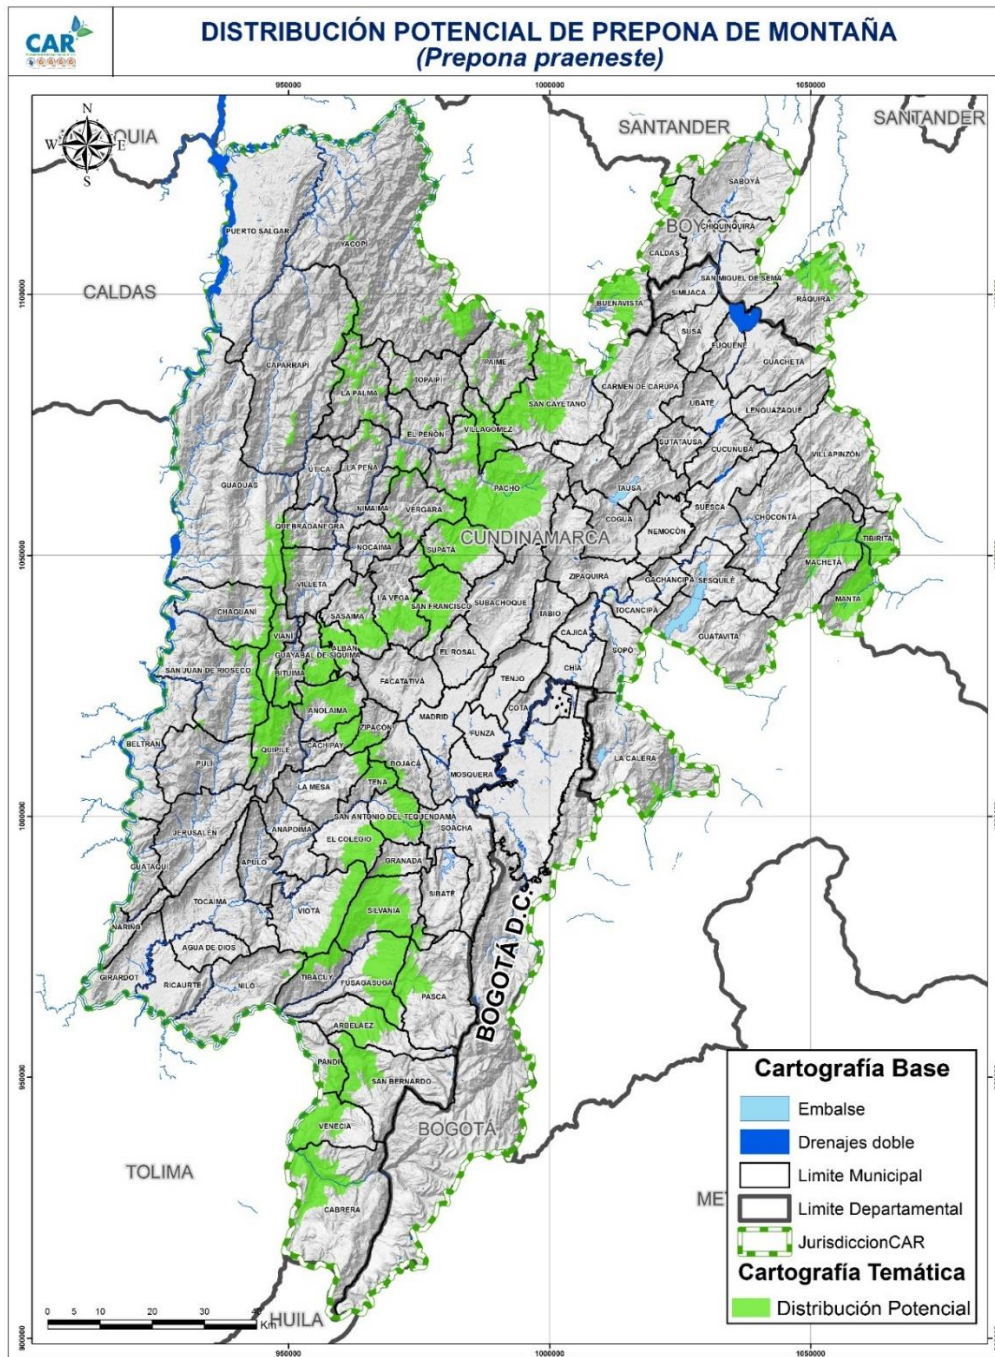 CAR
DISTRIBUCIÓN POTENCIAL DE PREPONA DE MONTAÑA
(Prepona praeneste)
950000
1000000
1050000
N
W
E
S
QUIA
SANTANDER
SANTANDER
SABOYÁ
PUERTO SALGAR
CHIQUINQUIRÁ
BOYACÁ
YACOPÍ
CALDAS
SAN MIGUEL DE SEMA
CALDAS
1100000
SIMIJACA
RÁQUIRA
BUENAVISTA
SUSA
FÚQUENE
GUACHETÁ
CAPARRAPÍ
PAIME
TOPAIPÍ
CARMEN DE CARUPA
LA PALMA
SAN CAYETANO
UBATÉ
LENGUAZAQUE
VILLAGÓMEZ
EL PEÑÓN
SUTATAUSA
CUCUNUBÁ
VILLAPINZÓN
ÚTICA
LA PEÑA
GUADUAS
PACHO
TAUSA
SUESCA
NIMAIMA
VERGARA
COGUA
CHOCONTÁ
QUEBRADANEGRA
NEMOCÓN
CUNDINAMARCA
TIBIRITA
NOCAIMA
SUPATÁ
1050000
MACHETÁ
ZIPAQUIRÁ
GACHANCIPÁ
SESQUILÉ
VILLETA
LA VEGA
SAN FRANCISCO
SUBACHOQUE
MANTA
CHAGUANÍ
SASAIMA
TABIO
TOCANCIPÁ
VIANÍ
CAJICÁ
GUATAVITA
ALBÁN
EL ROSAL
SOPÓ
GUAYABAL DE SIQUIMA
SAN JUAN DE RIOSECO
BITUIMA
CHÍA
FACATATIVÁ
TENJO
ANOLAIMA
COTA
MADRID
ZIPACÓN
FUNZA
BELTRÁN
CACHIPAY
QUIPILE
LA CALERA
PULÍ
BOJACÁ
MOSQUERA
TENA
LA MESA
1000000
SAN ANTONIO DEL TEQUENDAMA
SOACHA
JERUSALÉN
ANAPOIMA
EL COLEGIO
GRANADA
GUATAQUÍ
APULO
SIBATÉ
TOCAIMA
VIOTÁ
SILVANIA
NARIÑO
BOGOTÁ D.C.
AGUA DE DIOS
GIRARDOT
RICAURTE
NILO
TIBACUY
FUSAGASUGÁ
PASCA
ARBELÁEZ
PANDI
950000
SAN BERNARDO
VENECIA
BOGOTÁ
TOLIMA
CABRERA
HUILA
ME
Cartografía Base
Embalse
Drenajes doble
Limite Municipal
Limite Departamental
JurisdiccionCAR
Cartografía Temática
Distribución Potencial
0 5 10 20 30 40
Km
900000
950000
1000000
1050000